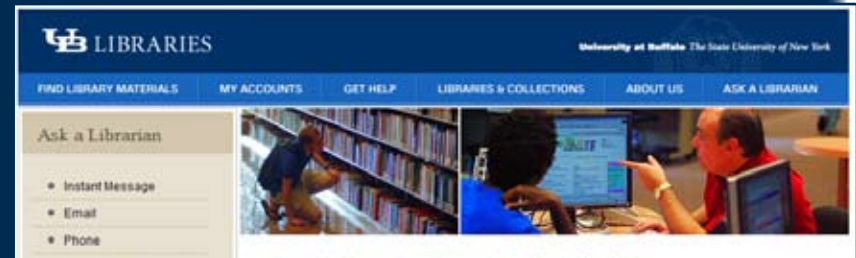 UB LIBRARIES
University at Buffalo The State University of New York
FIND LIBRARY MATERIALS MY ACCOUNTS GET HELP LIBRARIES & COLLECTIONS ABOUT US ASK A LIBRARIAN
Ask a Librarian
Instant Message
Email
Phone